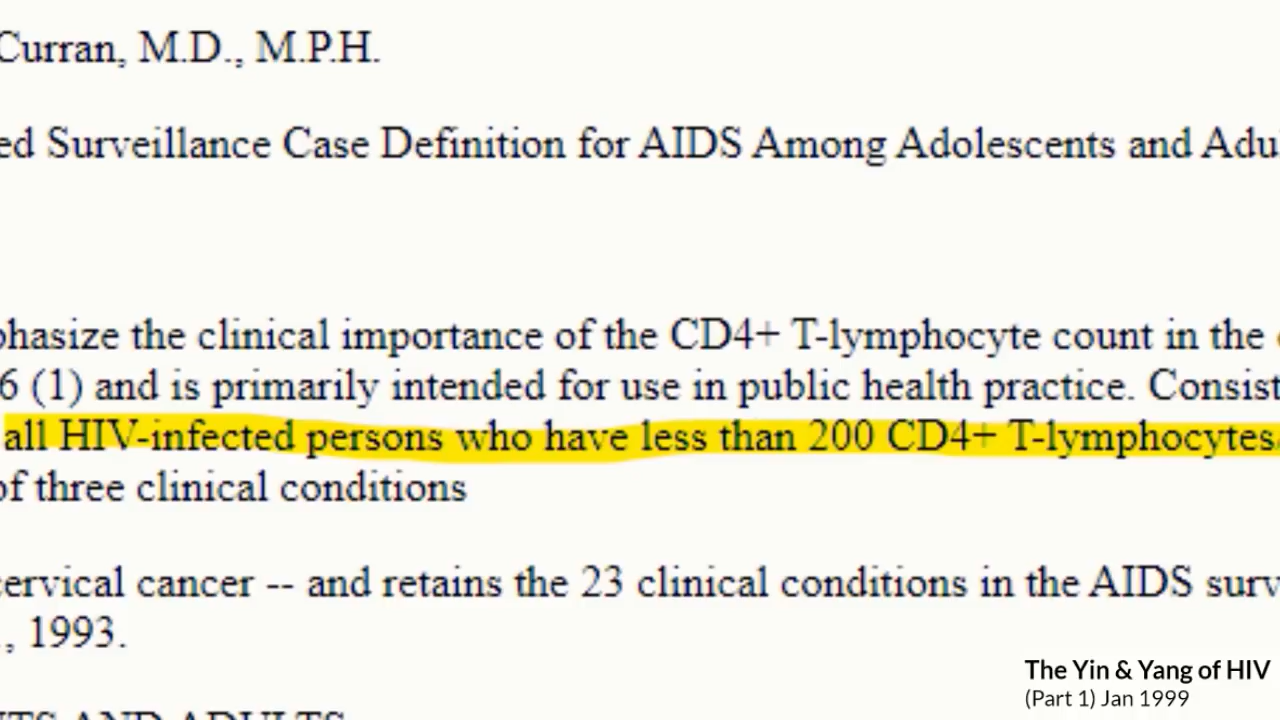 Curran, M.D., M.P.H.
ed Surveillance Case Definition for AIDS Among Adolescents and Adu
phasize the clinical importance of the CD4+ T-lymphocyte count in the
6 (1) and is primarily intended for use in public health practice. Consist
all HIV-infected persons who have less than 200 CD4+ T-lymphocytes
of three clinical conditions
cervical cancer -- and retains the 23 clinical conditions in the AIDS surv
., 1993.
NTS AND ADULTS
The Yin & Yang of HIV
(Part 1) Jan 1999